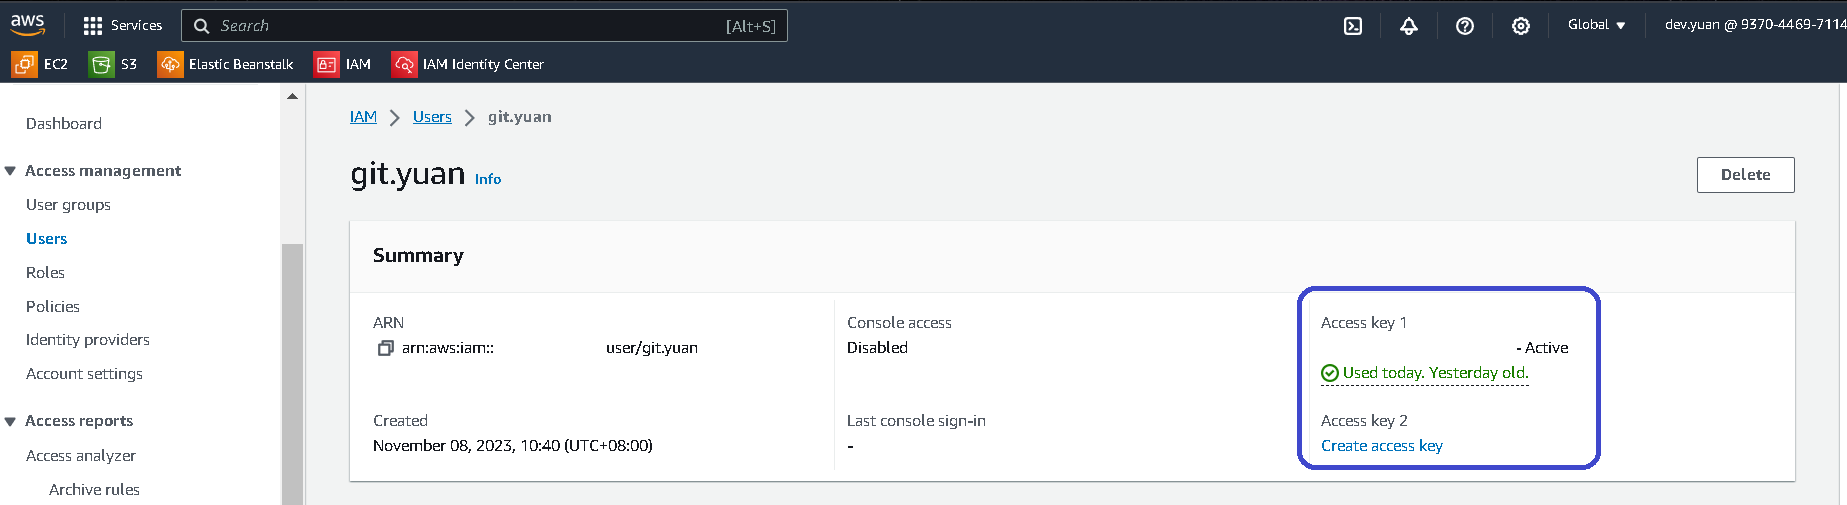 aws
Services
Search [Alt+S]
Global
dev.yuan @ 9370-4469-7114
EC2
S3
Elastic Beanstalk
IAM
IAM Identity Center
Dashboard
Access management
User groups
Users
Roles
Policies
Identity providers
Account settings
Access reports
Access analyzer
Archive rules
IAM > Users > git.yuan
git.yuan Info
Delete
Summary
ARN
arn:aws:iam:: user/git.yuan
Created
November 08, 2023, 10:40 (UTC+08:00)
Console access
Disabled
Last console sign-in
-
Access key 1
- Active
Used today. Yesterday old.
Access key 2
Create access key